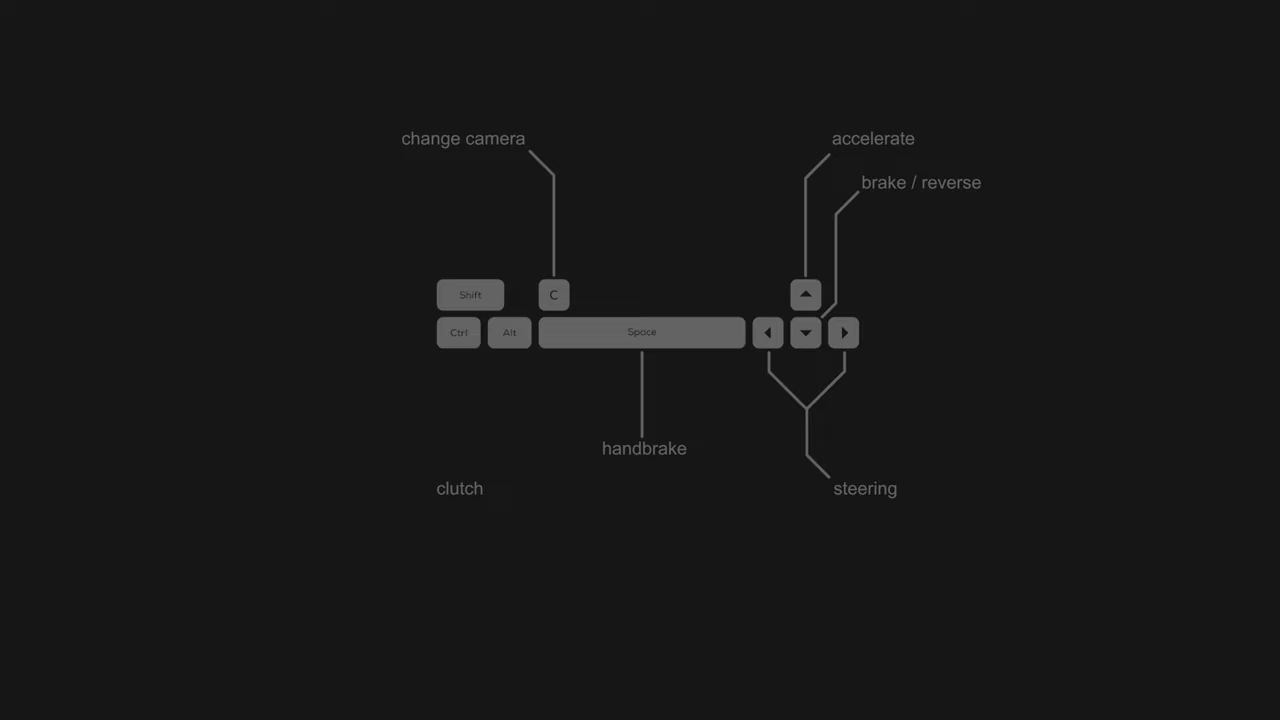 change camera
accelerate
brake / reverse
Shift
C
Ctrl
Alt
Space
handbrake
clutch
steering